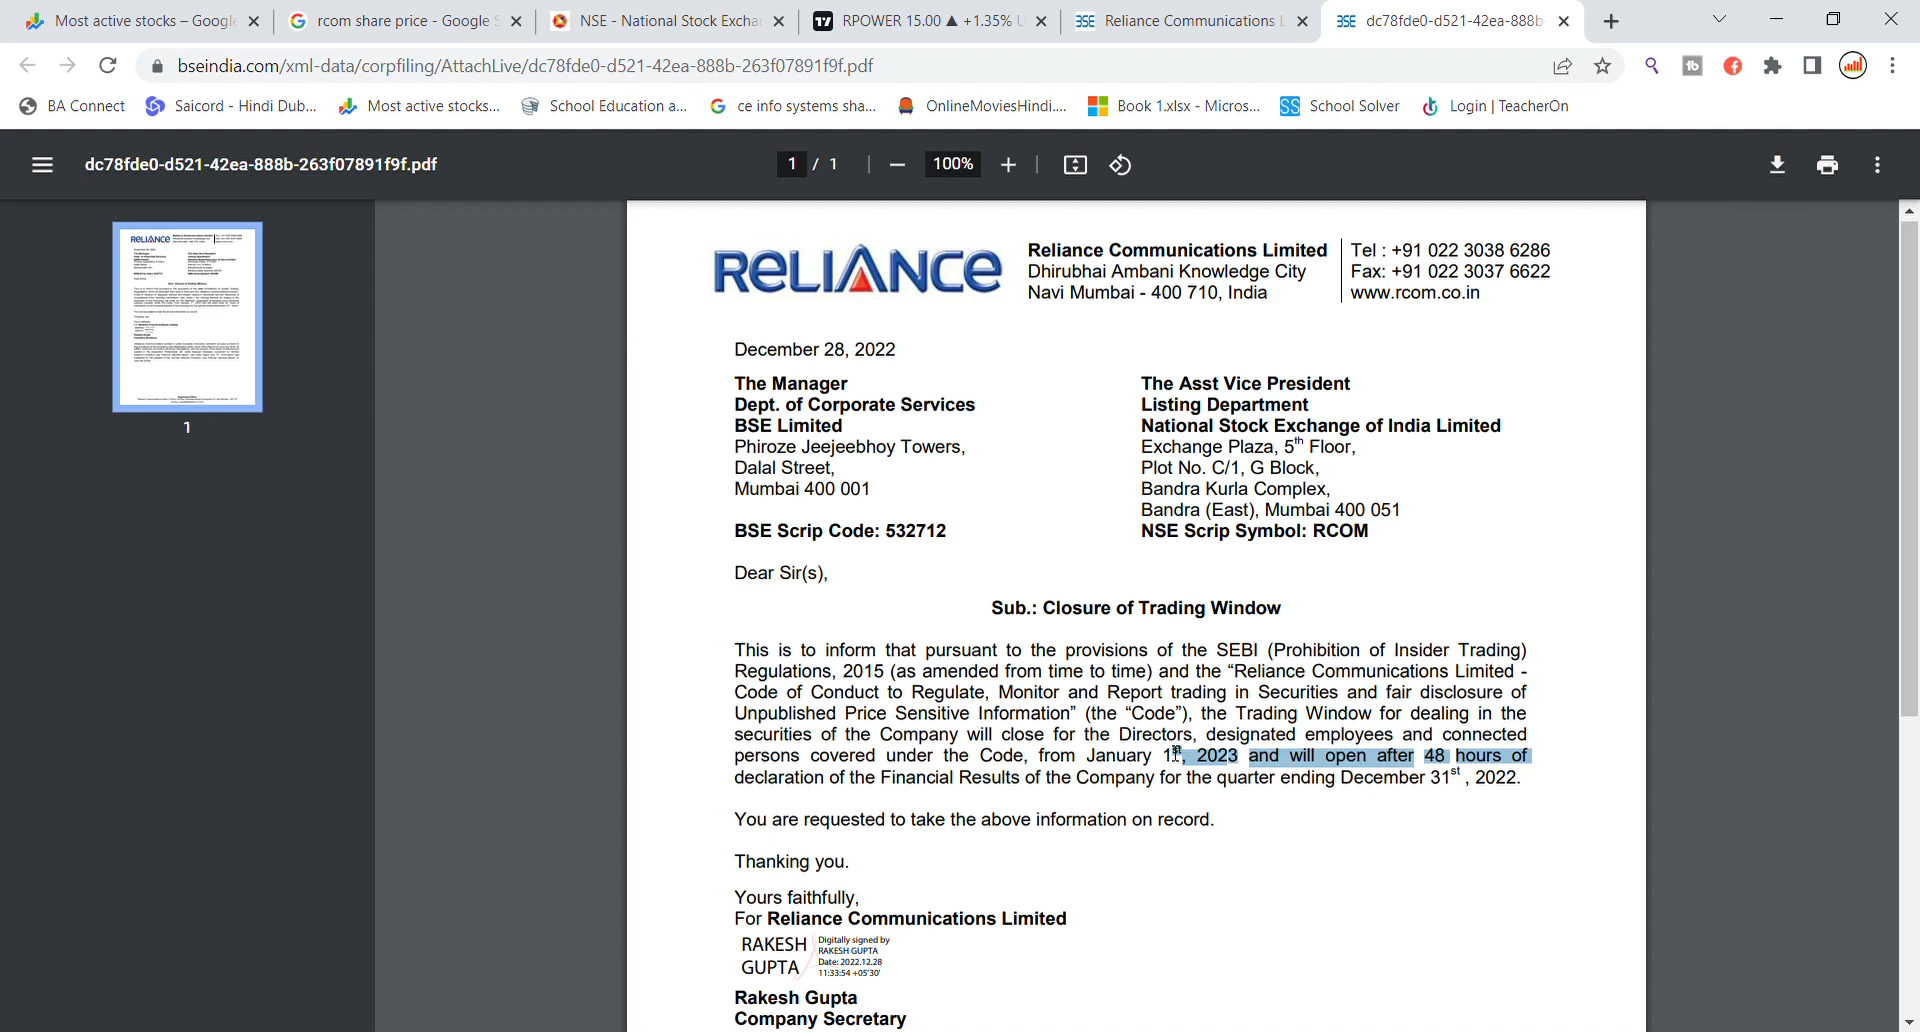 Most active stocks – Google
rcom share price - Google S
NSE - National Stock Exchan
RPOWER 15.00 ▲ +1.35% U
BSE Reliance Communications L
BSE dc78fde0-d521-42ea-888b-
bseindia.com/xml-data/corpfiling/AttachLive/dc78fde0-d521-42ea-888b-263f07891f9f.pdf
BA Connect
Saicord - Hindi Dub...
Most active stocks...
School Education a...
ce info systems sha...
OnlineMoviesHindi....
Book 1.xlsx - Micros...
SS School Solver
Login | TeacherOn
dc78fde0-d521-42ea-888b-263f07891f9f.pdf
1 / 1
100%
1
RELIANCE
Reliance Communications Limited
Dhirubhai Ambani Knowledge City
Navi Mumbai - 400 710, India
Tel : +91 022 3038 6286
Fax: +91 022 3037 6622
www.rcom.co.in
December 28, 2022
The Manager
Dept. of Corporate Services
BSE Limited
Phiroze Jeejeebhoy Towers,
Dalal Street,
Mumbai 400 001
BSE Scrip Code: 532712
The Asst Vice President
Listing Department
National Stock Exchange of India Limited
Exchange Plaza, 5th Floor,
Plot No. C/1, G Block,
Bandra Kurla Complex,
Bandra (East), Mumbai 400 051
NSE Scrip Symbol: RCOM
Dear Sir(s),
Sub.: Closure of Trading Window
This is to inform that pursuant to the provisions of the SEBI (Prohibition of Insider Trading)
Regulations, 2015 (as amended from time to time) and the “Reliance Communications Limited -
Code of Conduct to Regulate, Monitor and Report trading in Securities and fair disclosure of
Unpublished Price Sensitive Information” (the “Code”), the Trading Window for dealing in the
securities of the Company will close for the Directors, designated employees and connected
persons covered under the Code, from January 1st, 2023 and will open after 48 hours of
declaration of the Financial Results of the Company for the quarter ending December 31st , 2022.
You are requested to take the above information on record.
Thanking you.
Yours faithfully,
For Reliance Communications Limited
RAKESH
GUPTA
Digitally signed by
RAKESH GUPTA
Date: 2022.12.28
11:33:54 +05'30'
Rakesh Gupta
Company Secretary